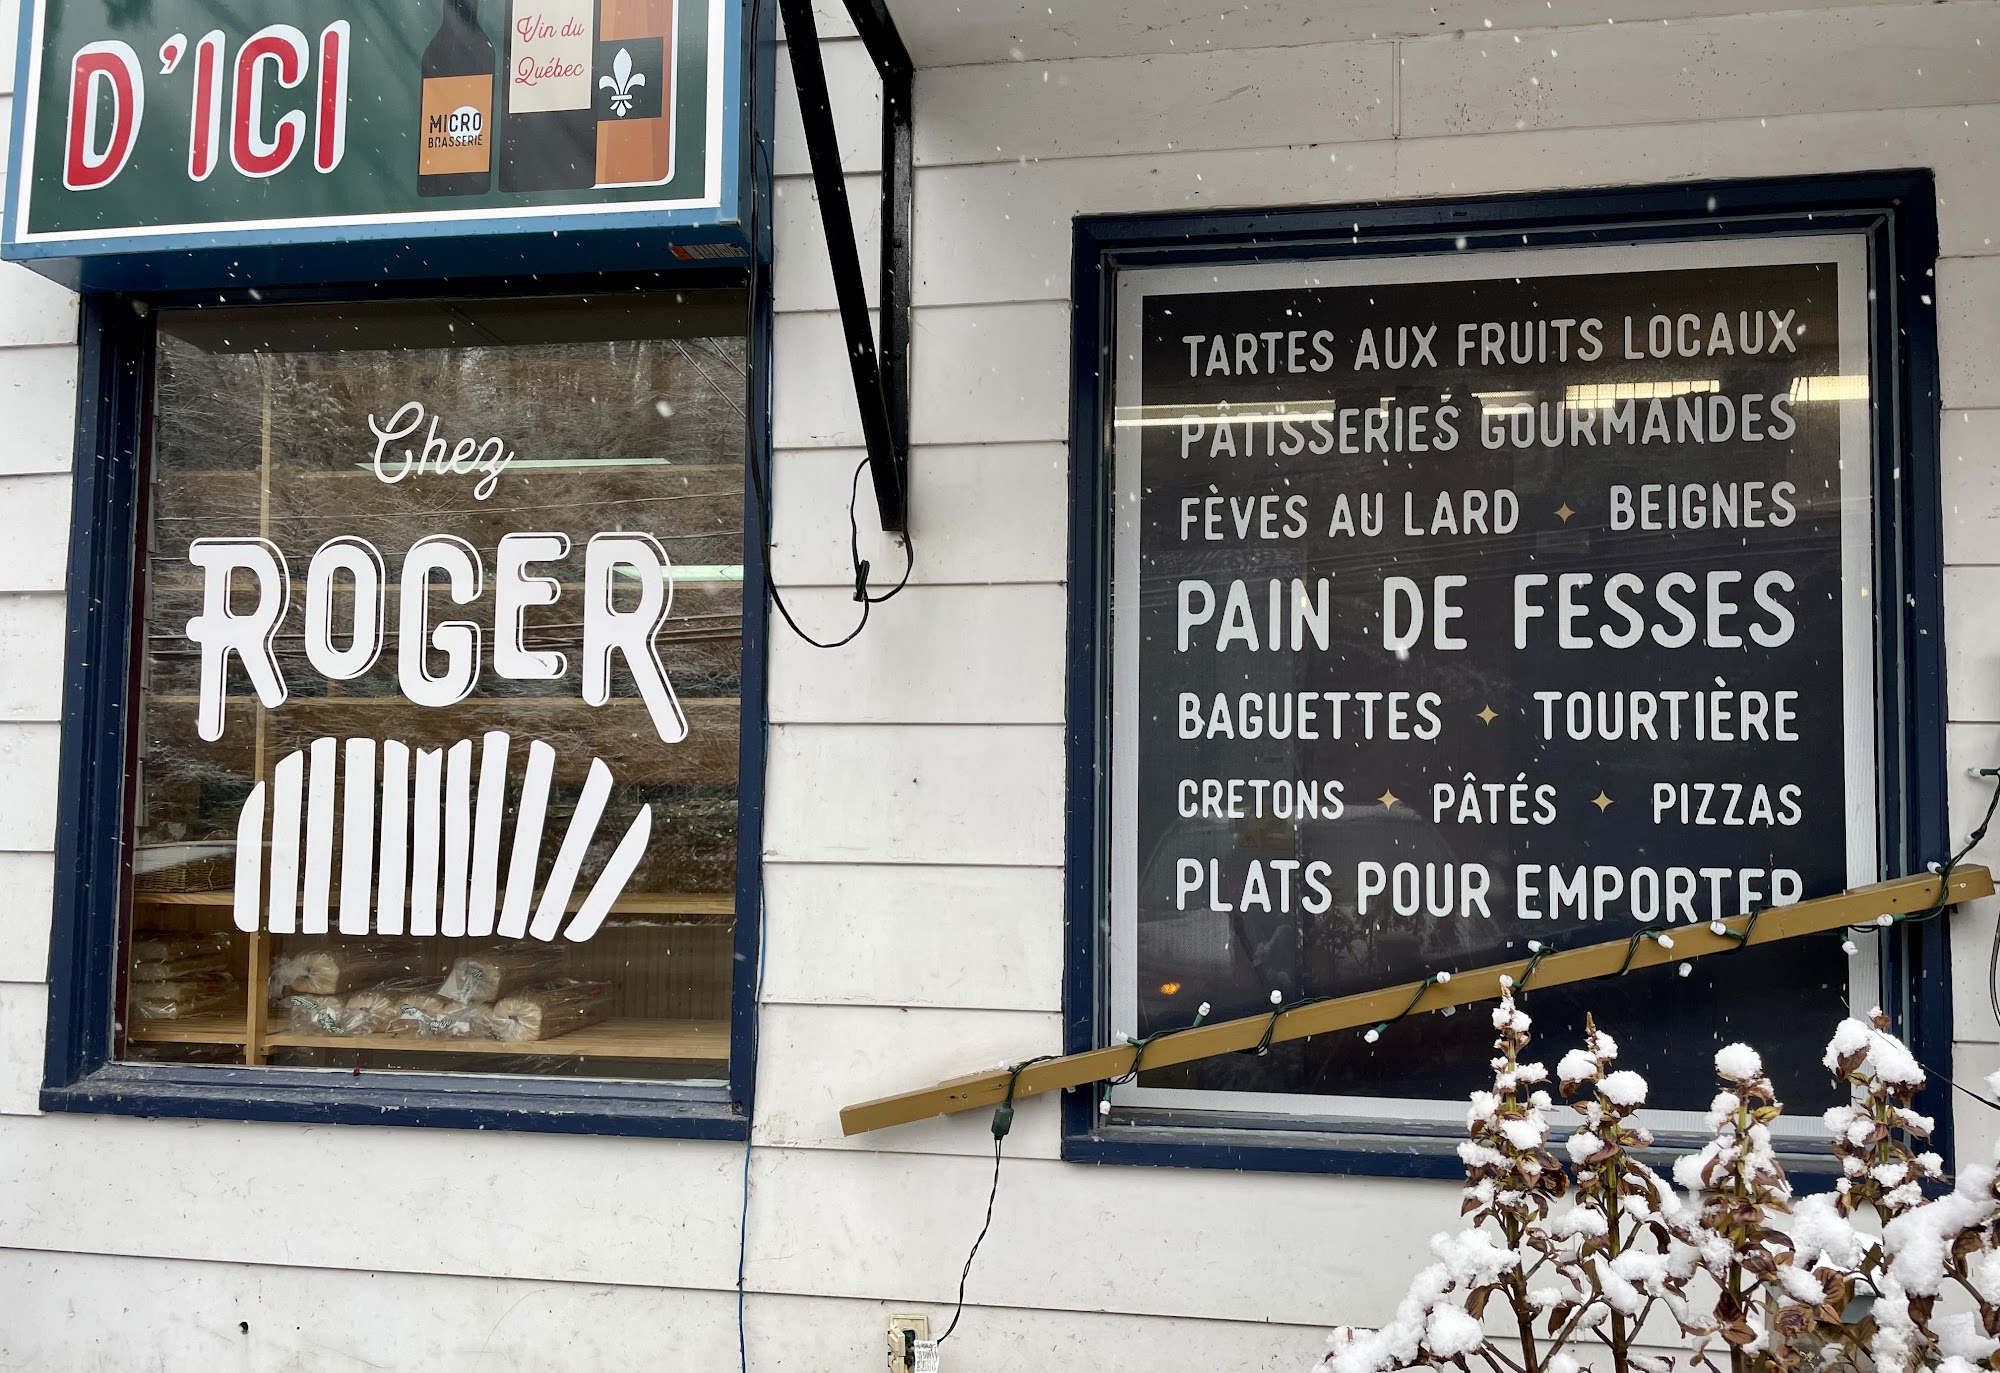 D'ICI
MICRO
BRASSERIE
Vin du
Québec
Chez
ROGER
TARTES AUX FRUITS LOCAUX
PÂTISSERIES GOURMANDES
FÈVES AU LARD ✦ BEIGNES
PAIN DE FESSES
BAGUETTES ✦ TOURTIÈRE
CRETONS ✦ PÂTÉS ✦ PIZZAS
PLATS POUR EMPORTER